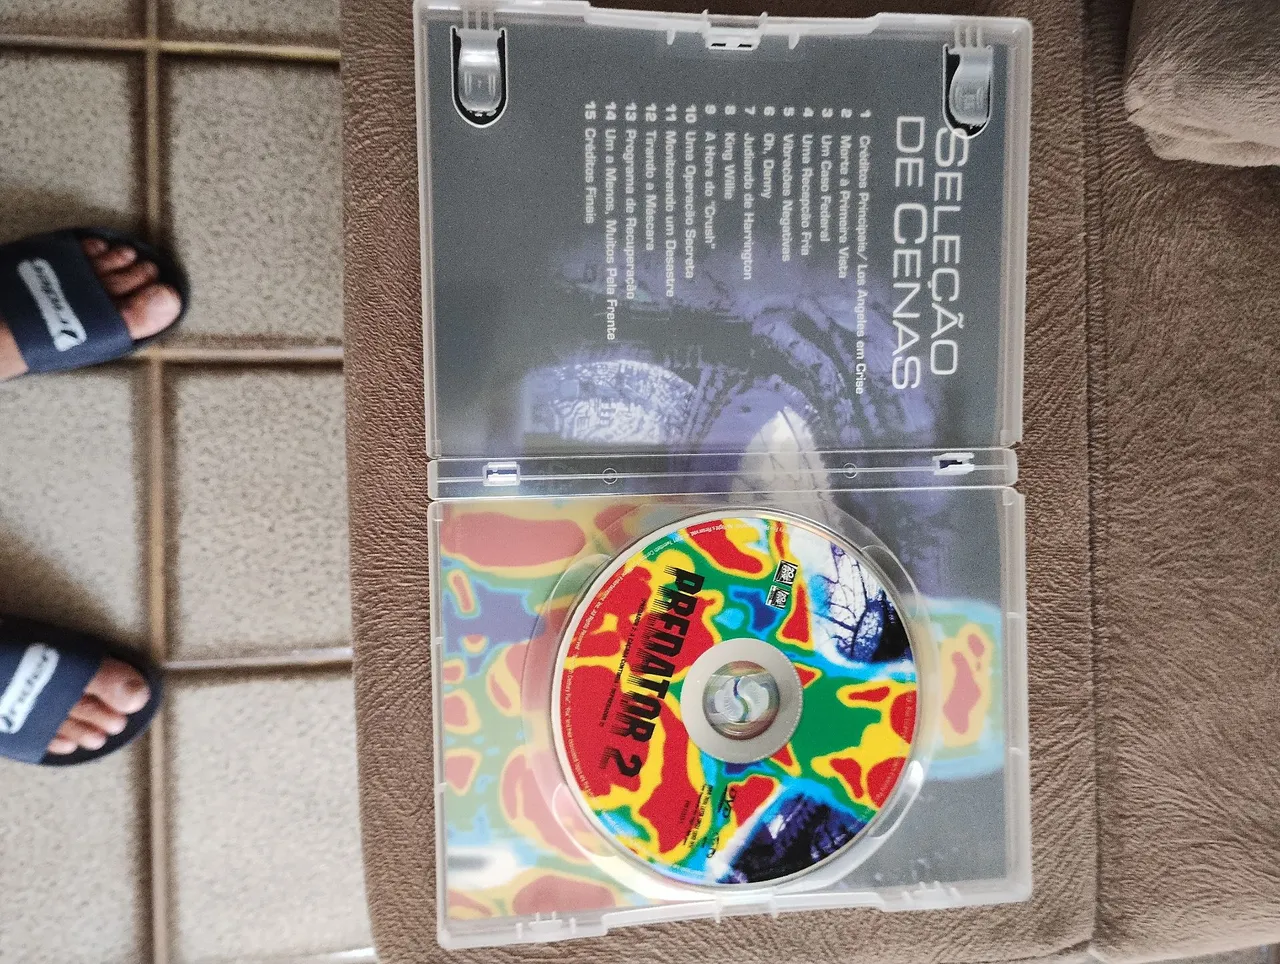 SELEÇÃO
DE CENAS
1 Créditos Principais/ Los Angeles em Crise
2 Morte à Primeira Vista
3 Um Caso Federal
4 Uma Recepção Fria
5 Vibrações Negativas
6 Oh, Danny
7 Judiando de Harrington
8 King Willie
9 A Hora do "Crush"
10 Uma Operação Secreta
11 Monitorando um Desastre
12 Tirando a Máscara
13 Programa de Recuperação
14 Um a Menos, Muitos Pela Frente
15 Créditos Finais
PREDATOR 2
DVD